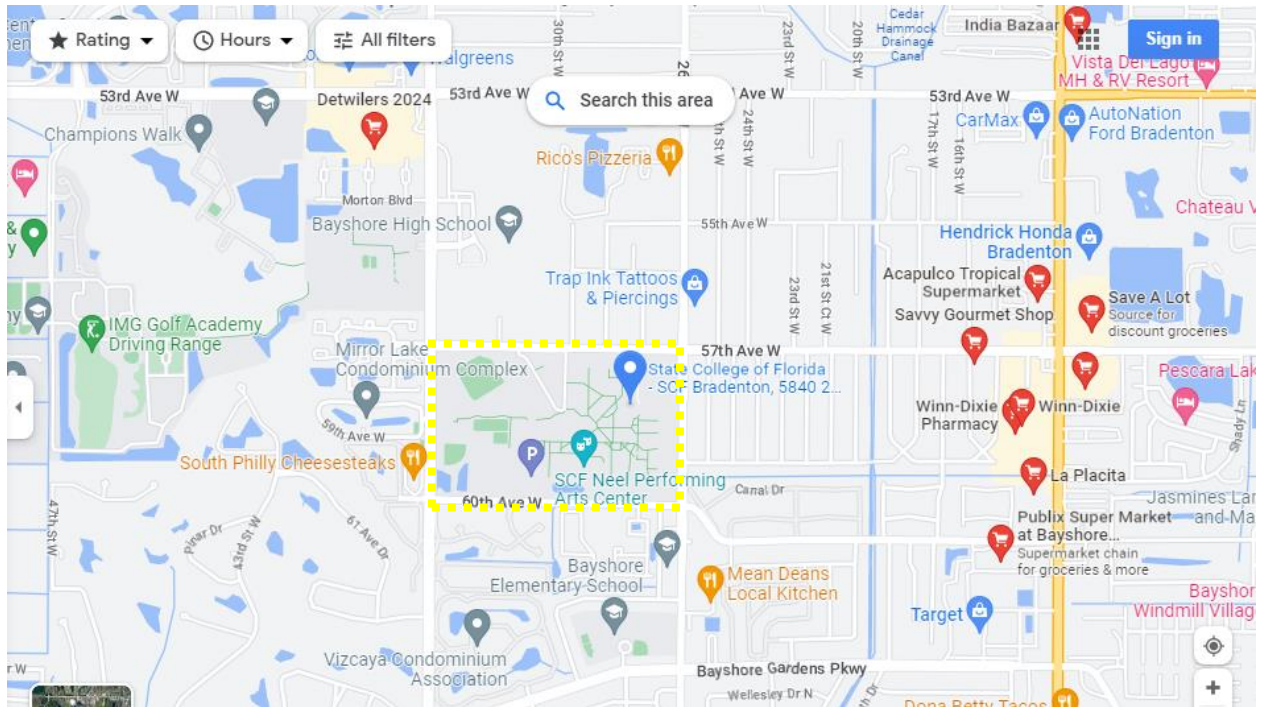 Rating
Hours
All filters
Walgreens
30th St W
23rd St W
20th St W
Cedar
Hammock
Drainage
Canal
India Bazaar
Sign in
Vista Del Lago
MH & RV Resort
53rd Ave W
Detwilers 2024
53rd Ave W
Search this area
Ave W
53rd Ave W
CarMax
AutoNation
Ford Bradenton
Champions Walk
Rico's Pizzeria
24th St W
17th St W
16th St W
Morton Blvd
Bayshore High School
55th Ave W
Chateau
Hendrick Honda
Bradenton
Trap Ink Tattoos
& Piercings
23rd St W
21st St Ct W
Acapulco Tropical
Supermarket
Save A Lot
Source for
discount groceries
Savvy Gourmet Shop
IMG Golf Academy
Driving Range
Mirror Lake
Condominium Complex
57th Ave W
State College of Florida
- SCF Bradenton, 5840 2...
Pescara Lak
Winn-Dixie
Pharmacy
Winn-Dixie
Shady Ln
59th Ave W
South Philly Cheesesteaks
P
SCF Neel Performing
Arts Center
60th Ave W
La Placita
Canal Dr
Jasmines Lan
and-Ma
47th St W
Pinar Dr
43rd St W
61 Ave Dr
Publix Super Market
at Bayshore...
Supermarket chain
for groceries & more
Bayshore
Elementary School
Mean Deans
Local Kitchen
Target
Bayshor
Windmill Villag
Vizcaya Condominium
Association
Bayshore Gardens Pkwy
Wellesley Dr N
Dona Betty Tacos